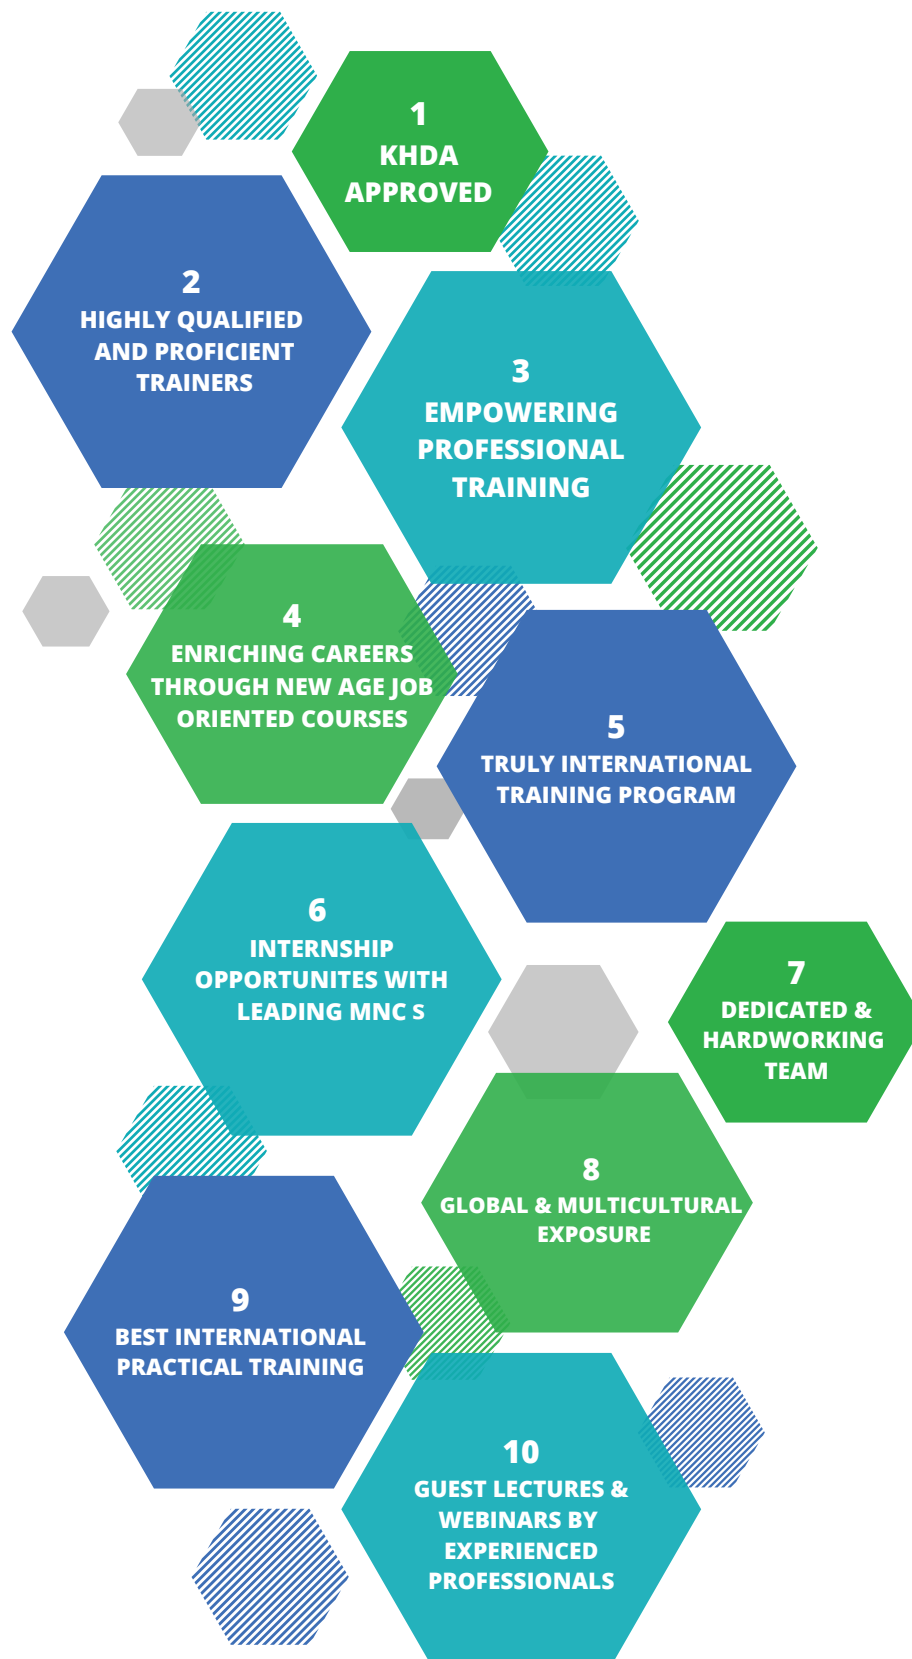 1
KHDA
APPROVED
2
HIGHLY QUALIFIED
AND PROFICIENT
TRAINERS
3
EMPOWERING
PROFESSIONAL
TRAINING
4
ENRICHING CAREERS
THROUGH NEW AGE JOB
ORIENTED COURSES
5
TRULY INTERNATIONAL
TRAINING PROGRAM
6
INTERNSHIP
OPPORTUNITES WITH
LEADING MNC S
7
DEDICATED &
HARDWORKING
TEAM
8
GLOBAL & MULTICULTURAL
EXPOSURE
9
BEST INTERNATIONAL
PRACTICAL TRAINING
10
GUEST LECTURES &
WEBINARS BY
EXPERIENCED
PROFESSIONALS